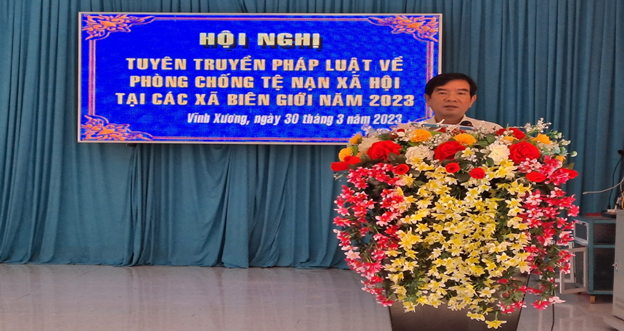 HỘI NGHỊ
TUYÊN TRUYỀN PHÁP LUẬT VỀ
PHÒNG CHỐNG TỆ NẠN XÃ HỘI
TẠI CÁC XÃ BIÊN GIỚI NĂM 2023
Vĩnh Xương, ngày 30 tháng 3 năm 2023